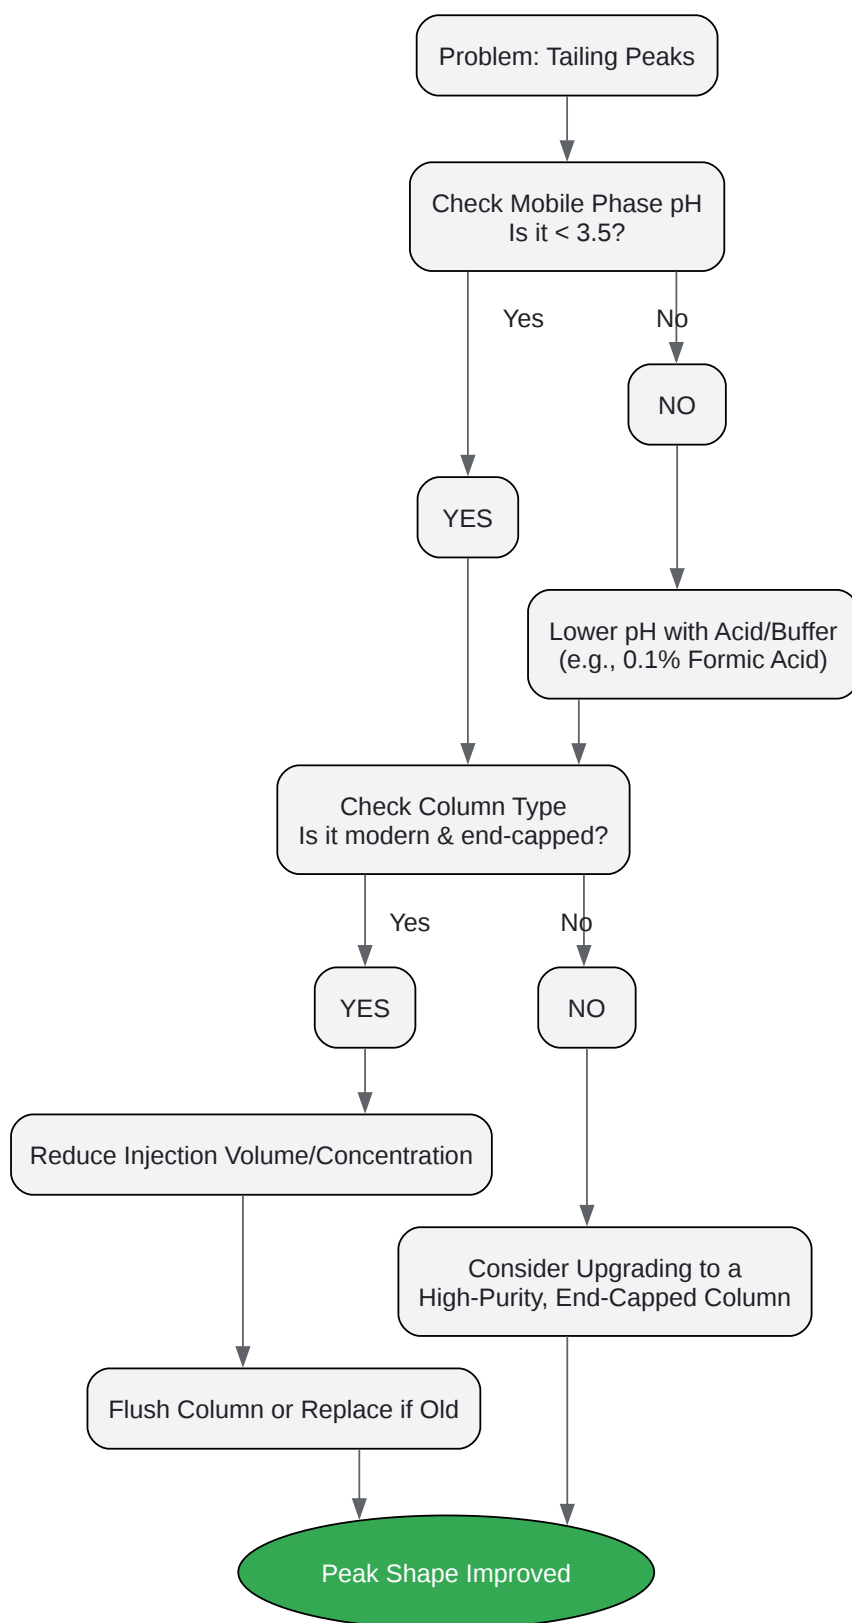 Problem: Tailing Peaks
Check Mobile Phase pH
Is it < 3.5?
Yes
No
NO
YES
Lower pH with Acid/Buffer
(e.g., 0.1% Formic Acid)
Check Column Type
Is it modern & end-capped?
Yes
No
YES
NO
Reduce Injection Volume/Concentration
Consider Upgrading to a
High-Purity, End-Capped Column
Flush Column or Replace if Old
Peak Shape Improved